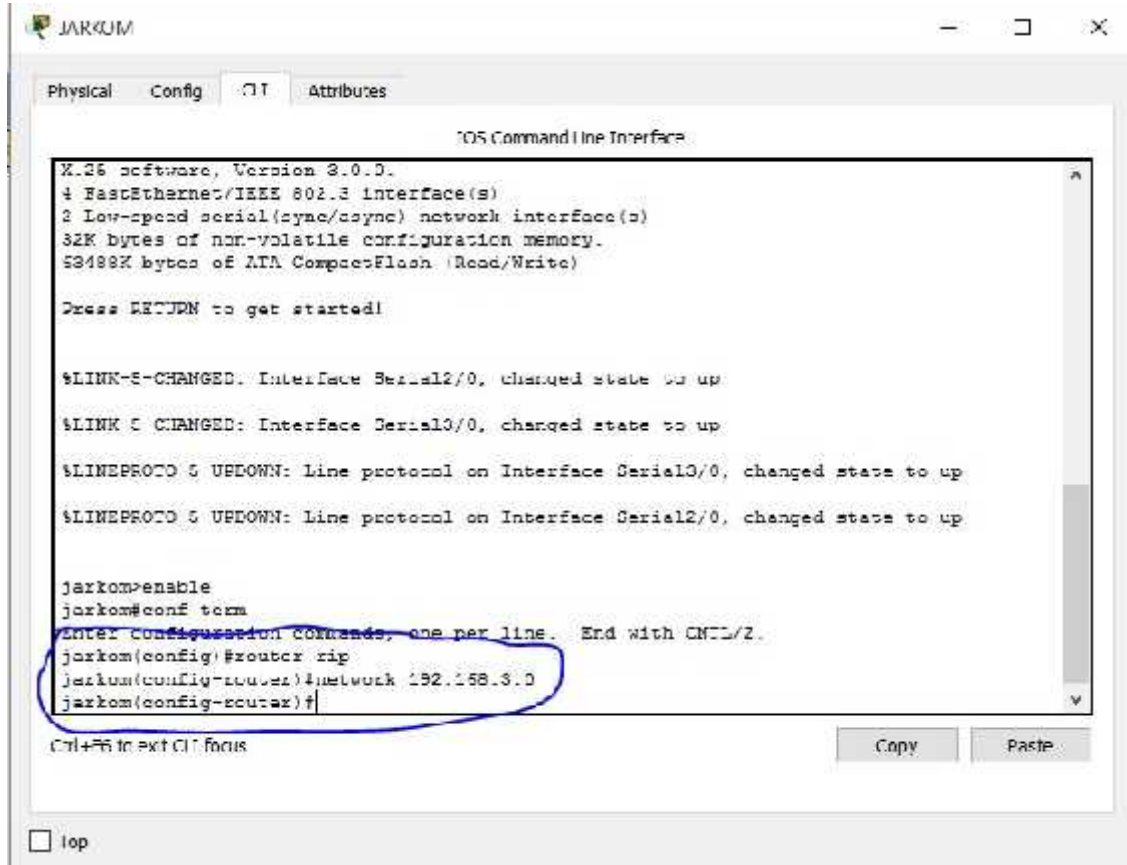 JARKOM
Physical Config CLI Attributes
IOS Command Line Interface
X.25 software, Version 3.0.0.
4 FastEthernet/IEEE 802.3 interface(s)
2 Low-speed serial(sync/async) network interface(s)
32K bytes of non-volatile configuration memory.
63488K bytes of ATA CompactFlash (Read/Write)
Press RETURN to get started!
%LINK-5-CHANGED: Interface Serial2/0, changed state to up
%LINK-5-CHANGED: Interface Serial3/0, changed state to up
%LINEPROTO-5-UPDOWN: Line protocol on Interface Serial3/0, changed state to up
%LINEPROTO-5-UPDOWN: Line protocol on Interface Serial2/0, changed state to up
jarkom>enable
jarkom#conf term
Enter configuration commands, one per line. End with CNTL/Z.
jarkom(config)#router rip
jarkom(config-router)#network 192.168.3.0
jarkom(config-router)#
Ctrl+F6 to exit CLI focus
Copy Paste
Top